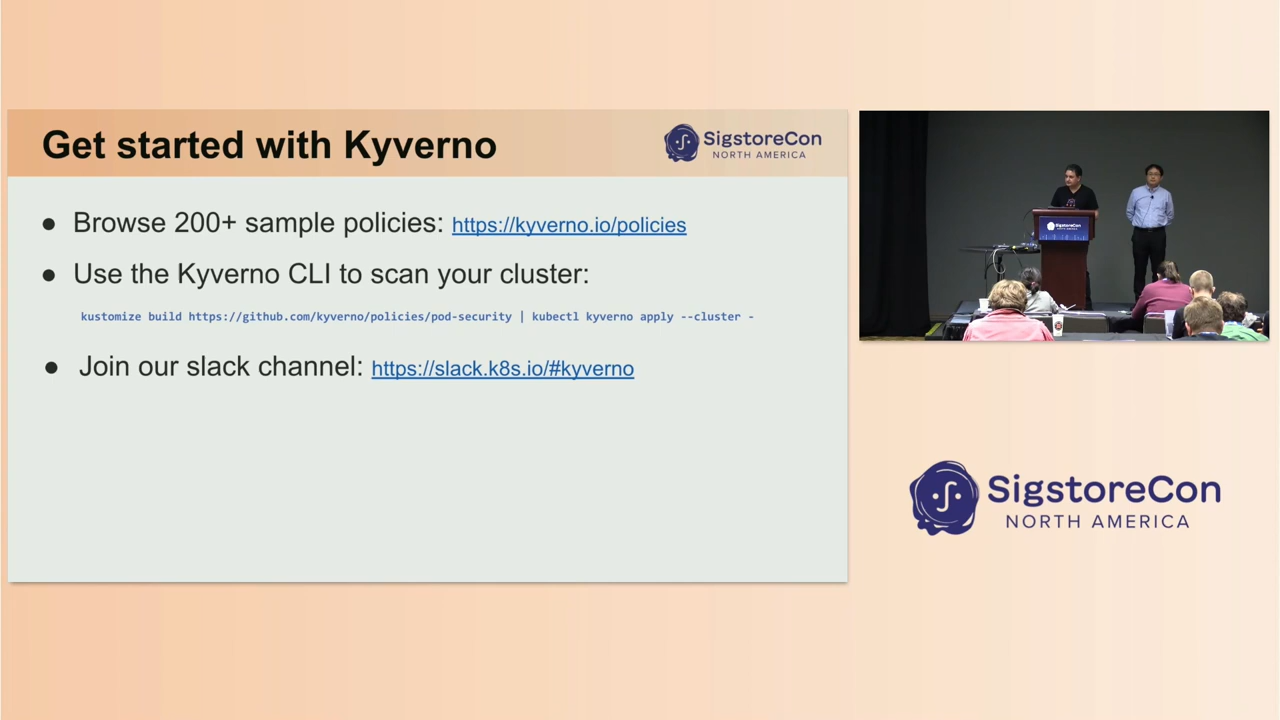 Get started with Kyverno
SigstoreCon
NORTH AMERICA
● Browse 200+ sample policies: https://kyverno.io/policies
● Use the Kyverno CLI to scan your cluster:
kustomize build https://github.com/kyverno/policies/pod-security | kubectl kyverno apply --cluster -
● Join our slack channel: https://slack.k8s.io/#kyverno
SigstoreCon
SigstoreCon
NORTH AMERICA